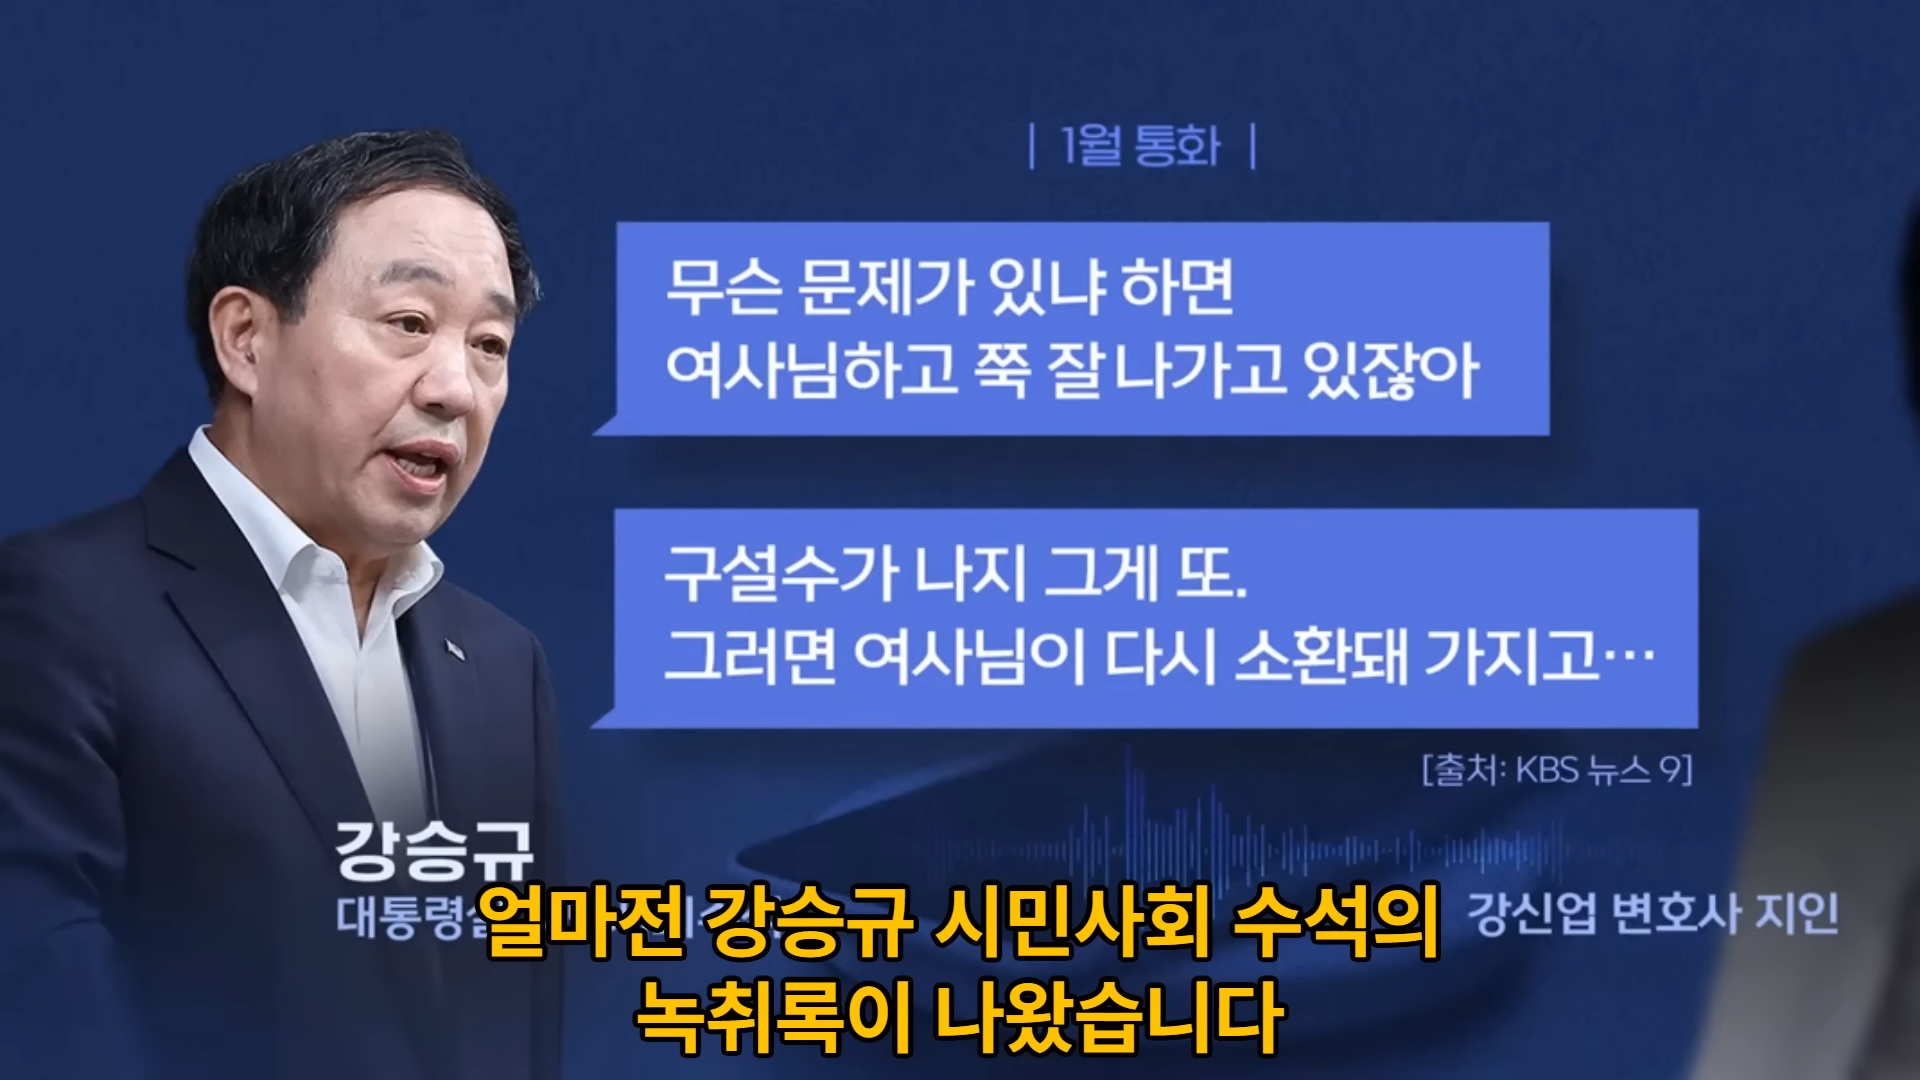 | 1월 통화 |
무슨 문제가 있냐 하면
여사님하고 쭉 잘 나가고 있잖아
구설수가 나지 그게 또.
그러면 여사님이 다시 소환돼 가지고…
[출처: KBS 뉴스 9]
강승규
강신업 변호사 지인
얼마전 강승규 시민사회 수석의
녹취록이 나왔습니다